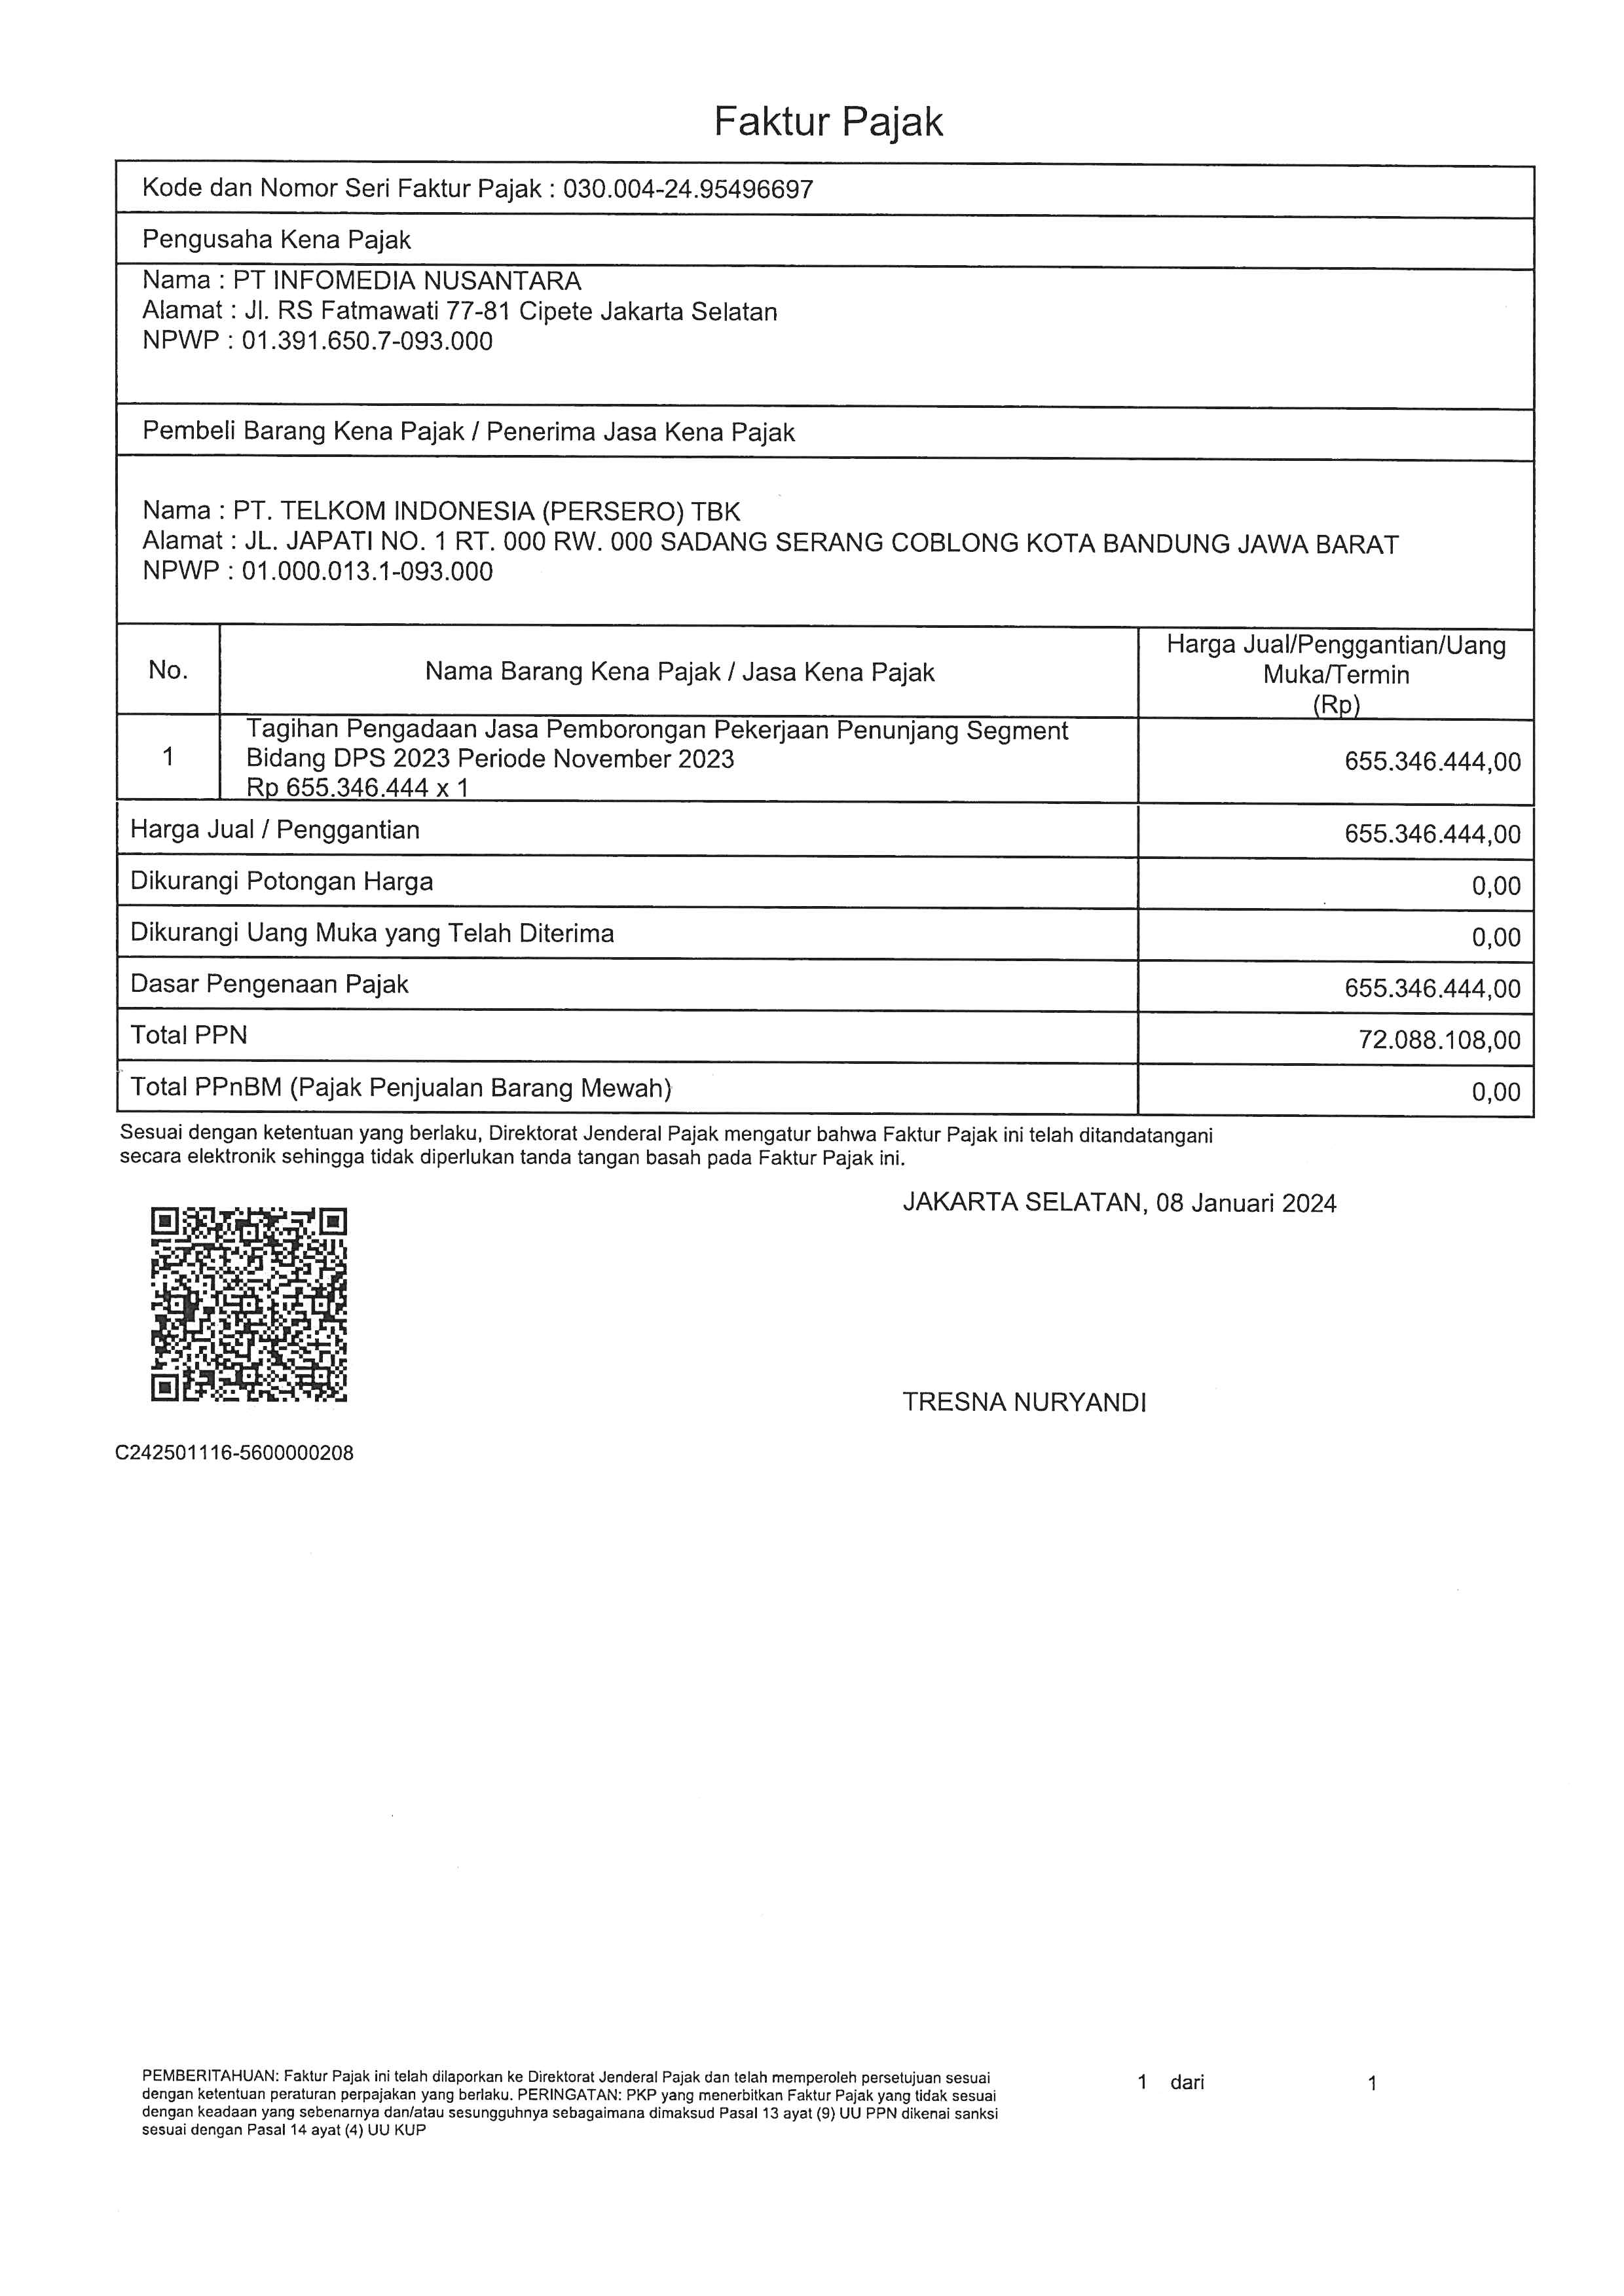 Faktur Pajak
Kode dan Nomor Seri Faktur Pajak : 030.004-24.95496697
Pengusaha Kena Pajak
Nama : PT INFOMEDIA NUSANTARA
Alamat : Jl. RS Fatmawati 77-81 Cipete Jakarta Selatan
NPWP : 01.391.650.7-093.000
Pembeli Barang Kena Pajak / Penerima Jasa Kena Pajak
Nama : PT. TELKOM INDONESIA (PERSERO) TBK
Alamat : JL. JAPATI NO. 1 RT. 000 RW. 000 SADANG SERANG COBLONG KOTA BANDUNG JAWA BARAT
NPWP : 01.000.013.1-093.000
No.
Nama Barang Kena Pajak / Jasa Kena Pajak
Harga Jual/Penggantian/Uang
Muka/Termin
(Rp)
1
Tagihan Pengadaan Jasa Pemborongan Pekerjaan Penunjang Segment
Bidang DPS 2023 Periode November 2023
Rp 655.346.444 x 1
655.346.444,00
Harga Jual / Penggantian 655.346.444,00
Dikurangi Potongan Harga 0,00
Dikurangi Uang Muka yang Telah Diterima 0,00
Dasar Pengenaan Pajak 655.346.444,00
Total PPN 72.088.108,00
Total PPnBM (Pajak Penjualan Barang Mewah) 0,00
Sesuai dengan ketentuan yang berlaku, Direktorat Jenderal Pajak mengatur bahwa Faktur Pajak ini telah ditandatangani
secara elektronik sehingga tidak diperlukan tanda tangan basah pada Faktur Pajak ini.
JAKARTA SELATAN, 08 Januari 2024
TRESNA NURYANDI
C242501116-5600000208
PEMBERITAHUAN: Faktur Pajak ini telah dilaporkan ke Direktorat Jenderal Pajak dan telah memperoleh persetujuan sesuai
dengan ketentuan peraturan perpajakan yang berlaku. PERINGATAN: PKP yang menerbitkan Faktur Pajak yang tidak sesuai
dengan keadaan yang sebenarnya dan/atau sesungguhnya sebagaimana dimaksud Pasal 13 ayat (9) UU PPN dikenai sanksi
sesuai dengan Pasal 14 ayat (4) UU KUP
1 dari 1